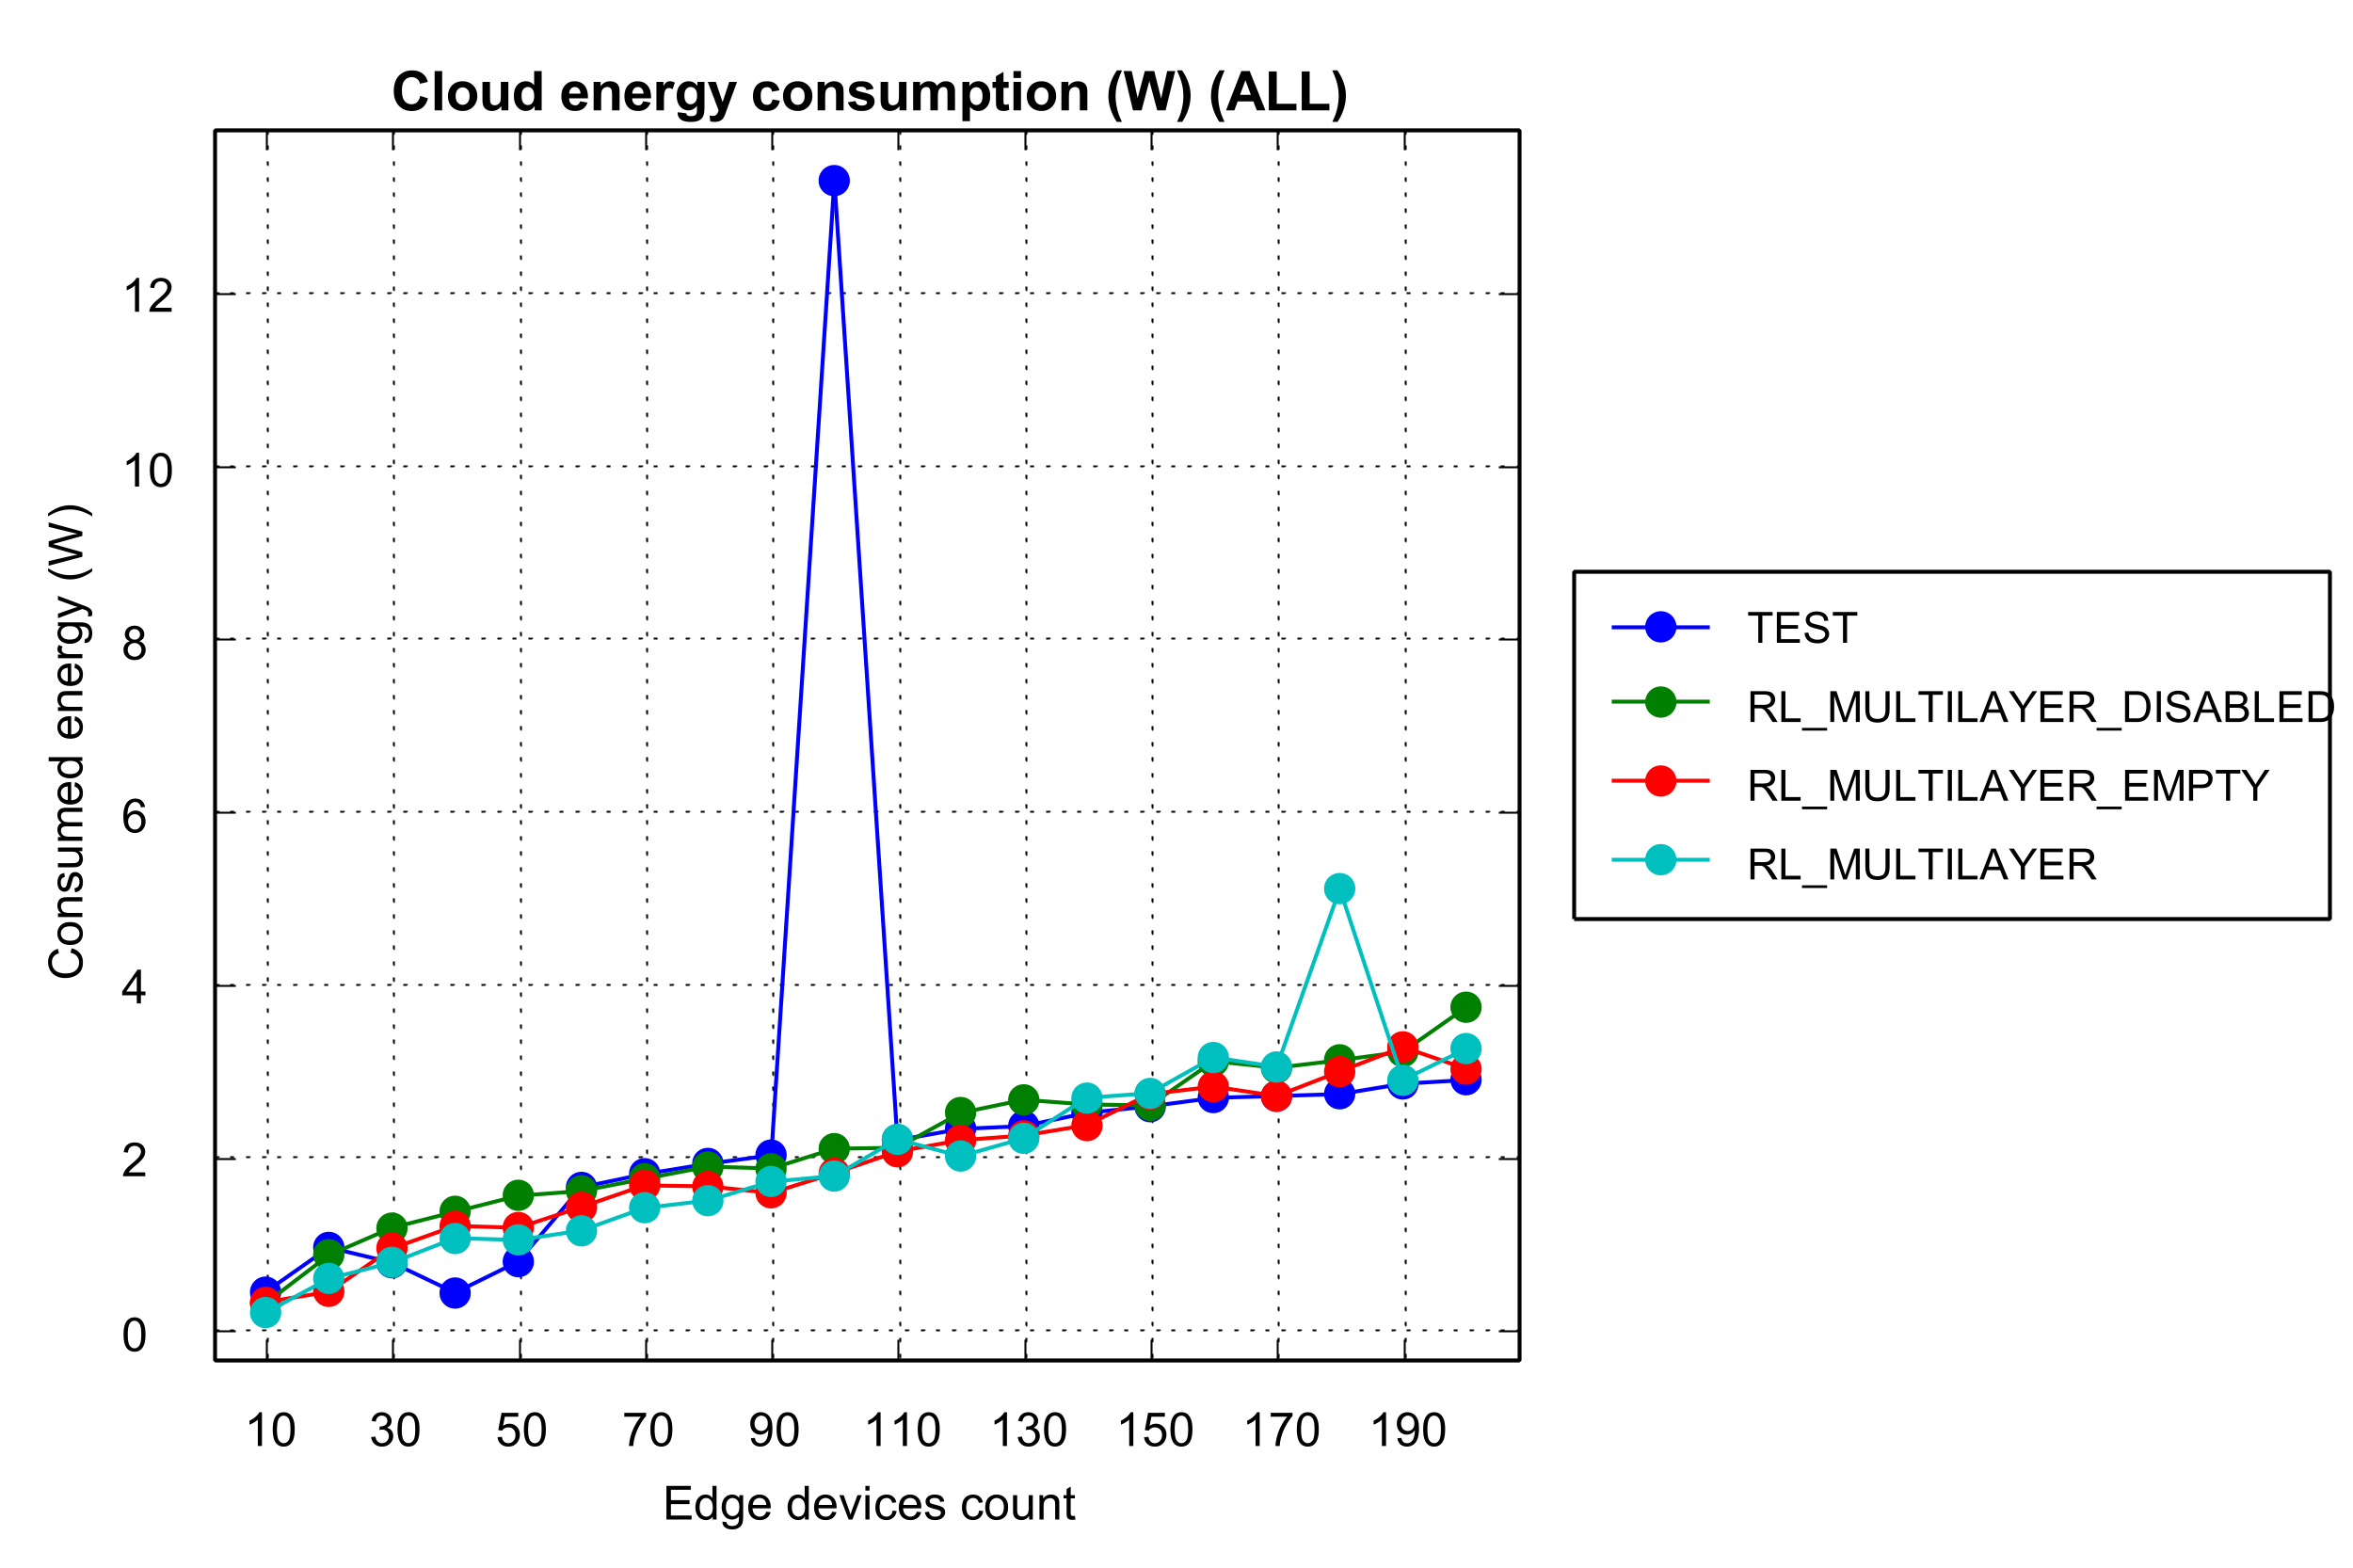 Cloud energy consumption (W) (ALL)
Consumed energy (W)
12
10
8
6
4
2
0
10 30 50 70 90 110 130 150 170 190
Edge devices count
TEST
RL_MULTILAYER_DISABLED
RL_MULTILAYER_EMPTY
RL_MULTILAYER